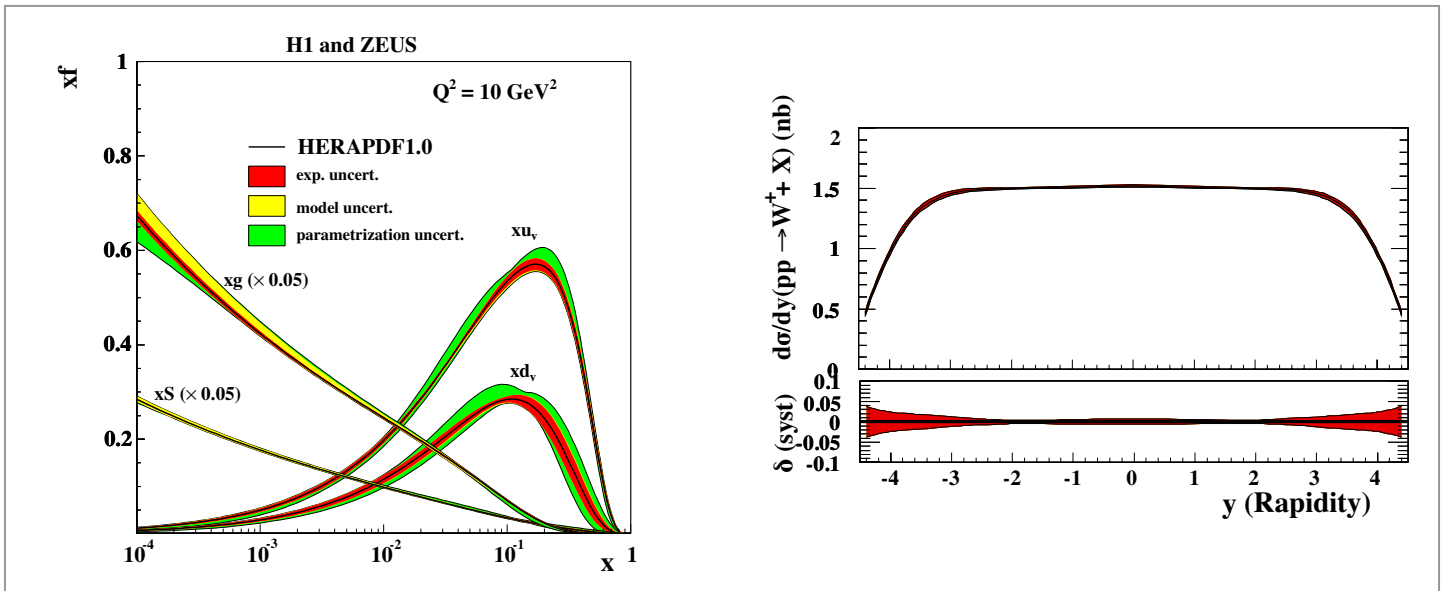 H1 and ZEUS
xf
1
Q² = 10 GeV²
HERAPDF1.0
exp. uncert.
model uncert.
parametrization uncert.
0.8
0.6
0.4
0.2
xu_v
xg (× 0.05)
xd_v
xS (× 0.05)
10⁻⁴ 10⁻³ 10⁻² 10⁻¹ 1
x
dσ/dy(pp →W⁺+ X) (nb)
2
1.5
1
0.5
0
δ (syst)
0.1
0.05
0
-0.05
-0.1
-4 -3 -2 -1 0 1 2 3 4
y (Rapidity)